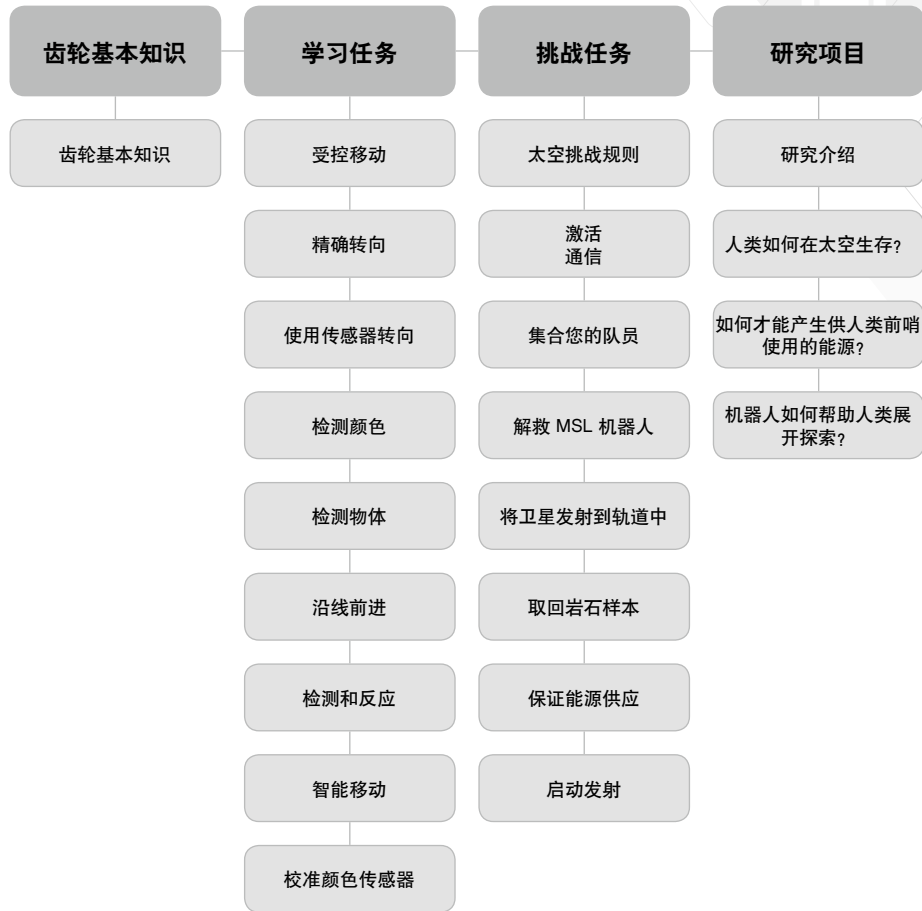 齿轮基本知识
学习任务
挑战任务
研究项目
齿轮基本知识
受控移动
精确转向
使用传感器转向
检测颜色
检测物体
沿线前进
检测和反应
智能移动
校准颜色传感器
太空挑战规则
激活
通信
集合您的队员
解救 MSL 机器人
将卫星发射到轨道中
取回岩石样本
保证能源供应
启动发射
研究介绍
人类如何在太空生存？
如何才能产生供人类前哨
使用的能源？
机器人如何帮助人类展
开探索？